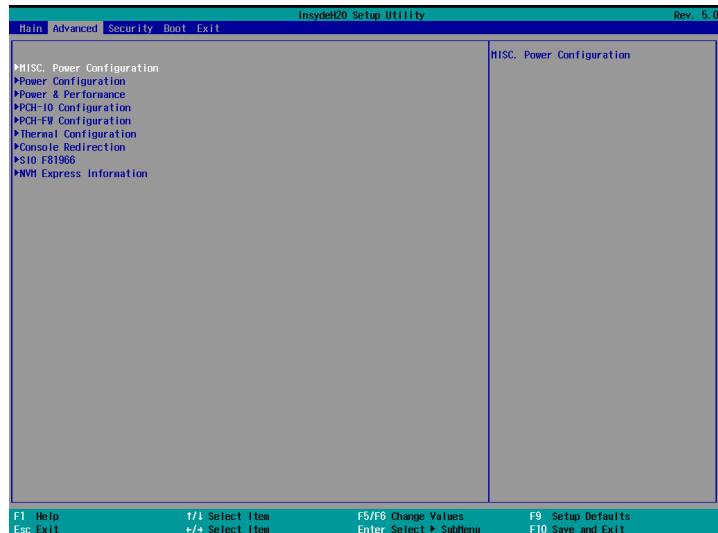 InsydeH20 Setup Utility Rev. 5.0
Main Advanced Security Boot Exit
▶MISC. Power Configuration
▶Power Configuration
▶Power & Performance
▶PCH-IO Configuration
▶PCH-FW Configuration
▶Thermal Configuration
▶Console Redirection
▶SIO F81966
▶NVM Express Information
MISC. Power Configuration
F1 Help ↑/↓ Select Item F5/F6 Change Values F9 Setup Defaults
Esc Exit ←/→ Select Item Enter Select ▶ SubMenu F10 Save and Exit